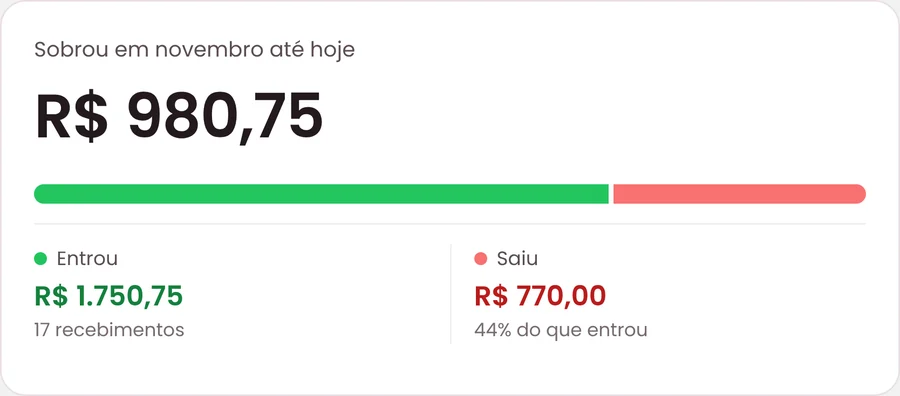 Sobrou em novembro até hoje
R$ 980,75
Entrou
R$ 1.750,75
17 recebimentos
Saiu
R$ 770,00
44% do que entrou